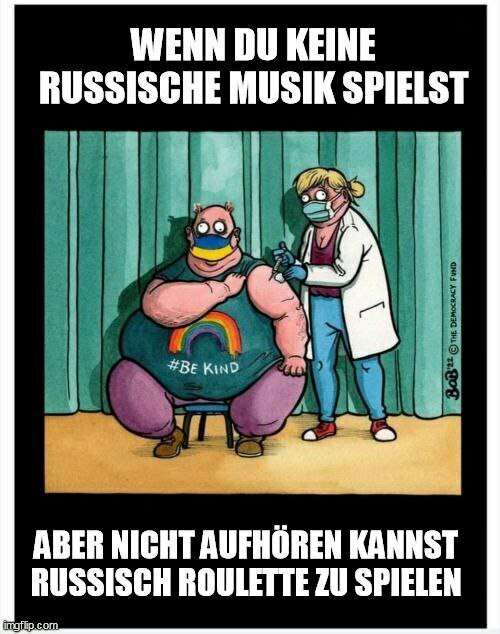 WENN DU KEINE
RUSSISCHE MUSIK SPIELST
#BE KIND
BOB '22 © THE DEMOCRACY FUND
ABER NICHT AUFHÖREN KANNST
RUSSISCH ROULETTE ZU SPIELEN
imgflip.com